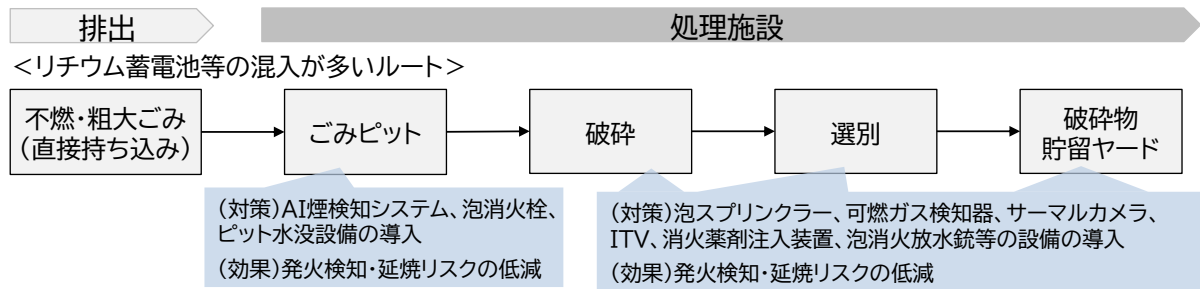 排出
処理施設
<リチウム蓄電池等の混入が多いルート>
不燃・粗大ごみ
(直接持ち込み)
ごみピット
破砕
選別
破砕物
貯留ヤード
(対策)AI煙検知システム、泡消火栓、
ピット水没設備の導入
(効果)発火検知・延焼リスクの低減
(対策)泡スプリンクラー、可燃ガス検知器、サーマルカメラ、
ITV、消火薬剤注入装置、泡消火放水銃等の設備の導入
(効果)発火検知・延焼リスクの低減